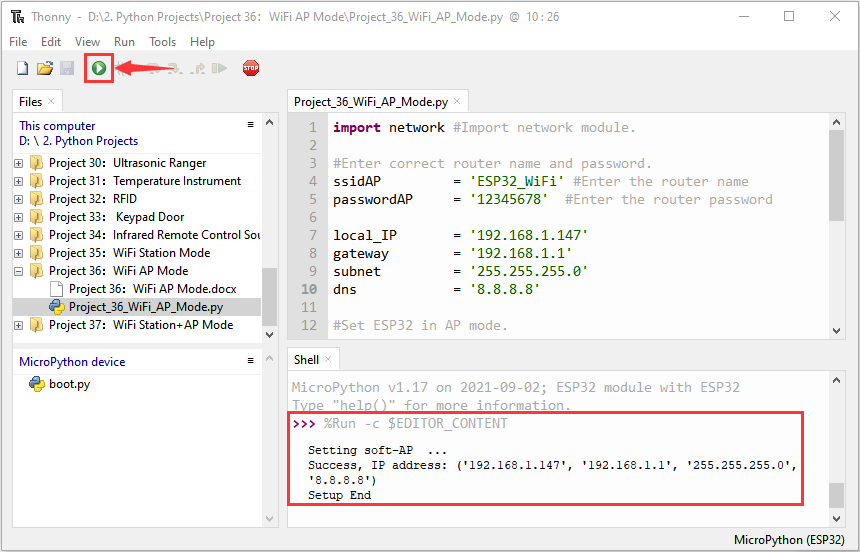 Thonny - D:\2. Python Projects\Project 36： WiFi AP Mode\Project_36_WiFi_AP_Mode.py @ 10:26
File Edit View Run Tools Help
STOP
Files ×
This computer
D: \ 2. Python Projects
Project 30：Ultrasonic Ranger
Project 31：Temperature Instrument
Project 32：RFID
Project 33： Keypad Door
Project 34：Infrared Remote Control Sou
Project 35：WiFi Station Mode
Project 36：WiFi AP Mode
Project 36：WiFi AP Mode.docx
Project_36_WiFi_AP_Mode.py
Project 37：WiFi Station+AP Mode
MicroPython device
boot.py
Project_36_WiFi_AP_Mode.py ×
1 import network #Import network module.
2
3 #Enter correct router name and password.
4 ssidAP = 'ESP32_WiFi' #Enter the router name
5 passwordAP = '12345678' #Enter the router password
6
7 local_IP = '192.168.1.147'
8 gateway = '192.168.1.1'
9 subnet = '255.255.255.0'
10 dns = '8.8.8.8'
11
12 #Set ESP32 in AP mode.
Shell ×
MicroPython v1.17 on 2021-09-02; ESP32 module with ESP32
Type "help()" for more information.
>>> %Run -c $EDITOR_CONTENT
Setting soft-AP ...
Success, IP address: ('192.168.1.147', '192.168.1.1', '255.255.255.0',
'8.8.8.8')
Setup End
MicroPython (ESP32)